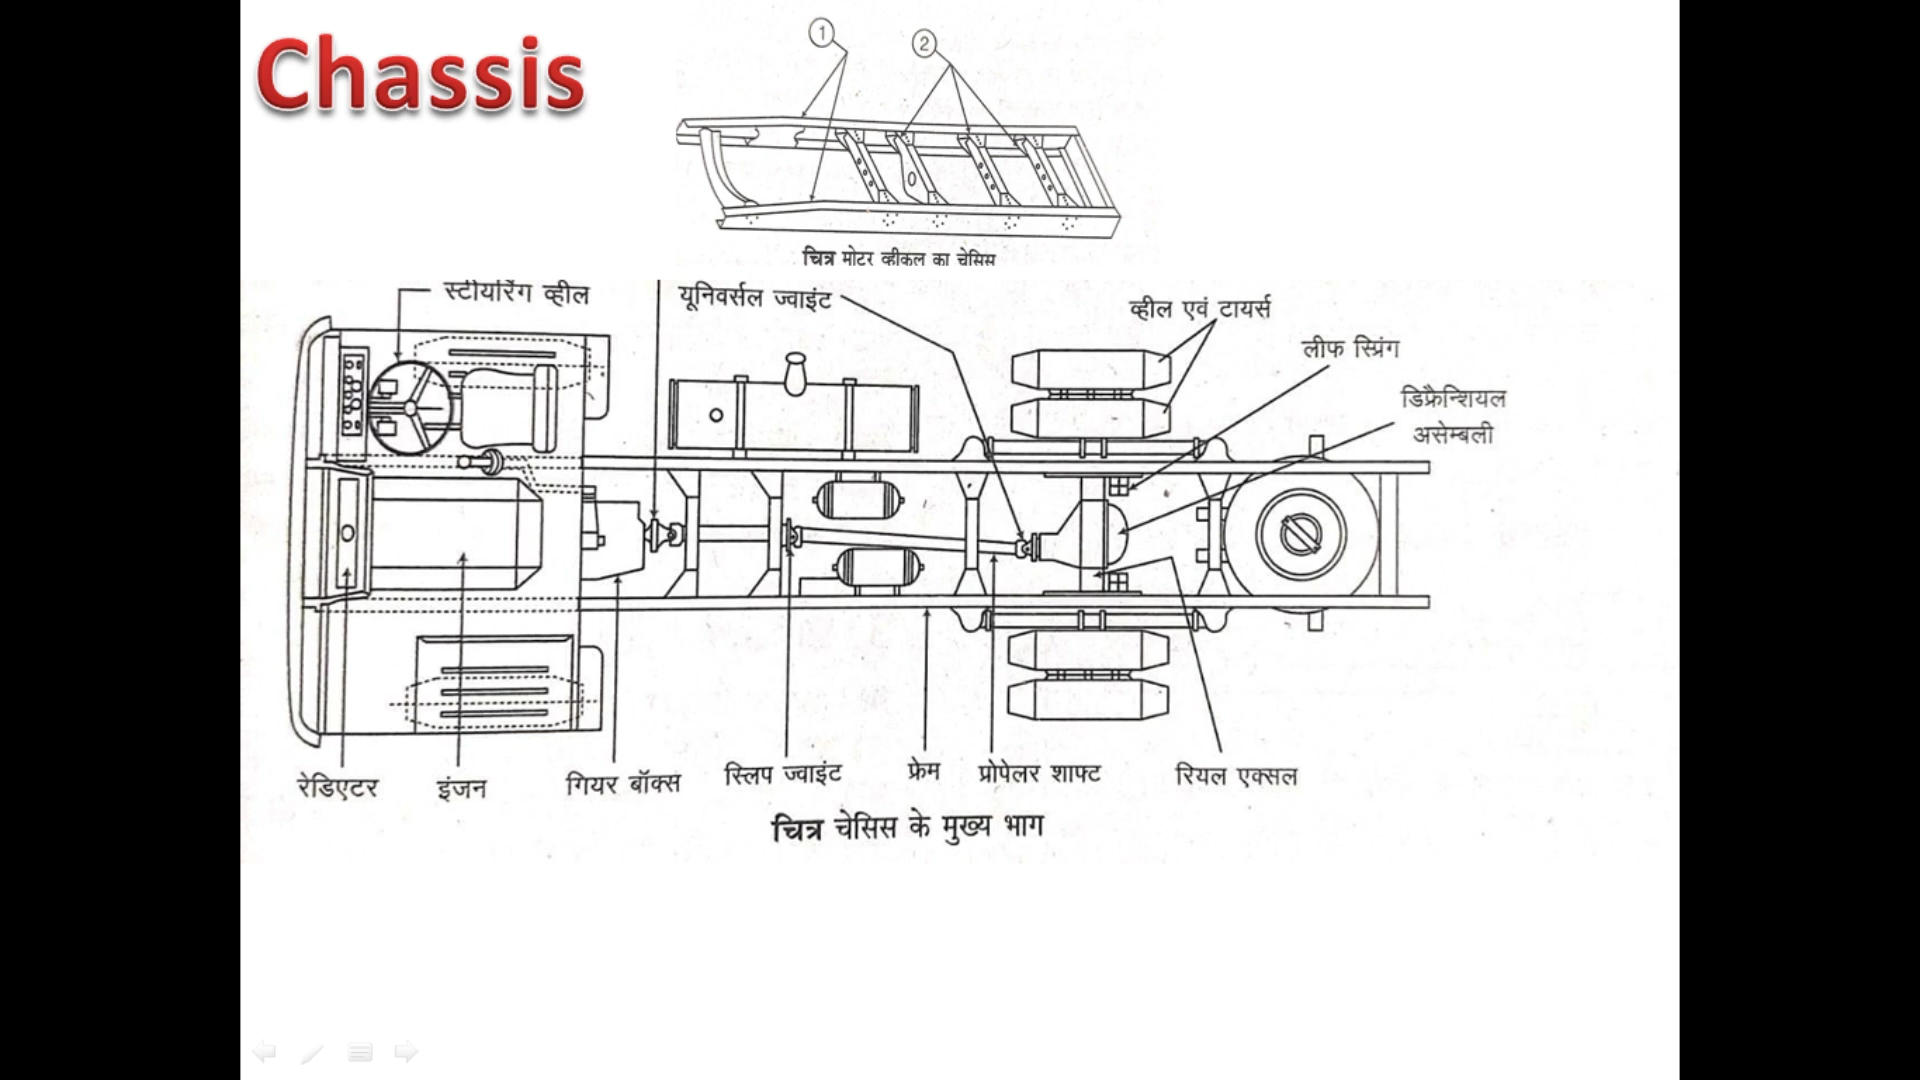 Chassis
1
2
चित्र मोटर व्हीकल का चेसिस
स्टीयरिंग व्हील
यूनिवर्सल ज्वाइंट
व्हील एवं टायर्स
लीफ स्प्रिंग
डिफ्रैन्शियल
असेम्बली
रेडिएटर
इंजन
गियर बॉक्स
स्लिप ज्वाइंट
फ्रेम
प्रोपेलर शाफ्ट
रियल एक्सल
चित्र चेसिस के मुख्य भाग